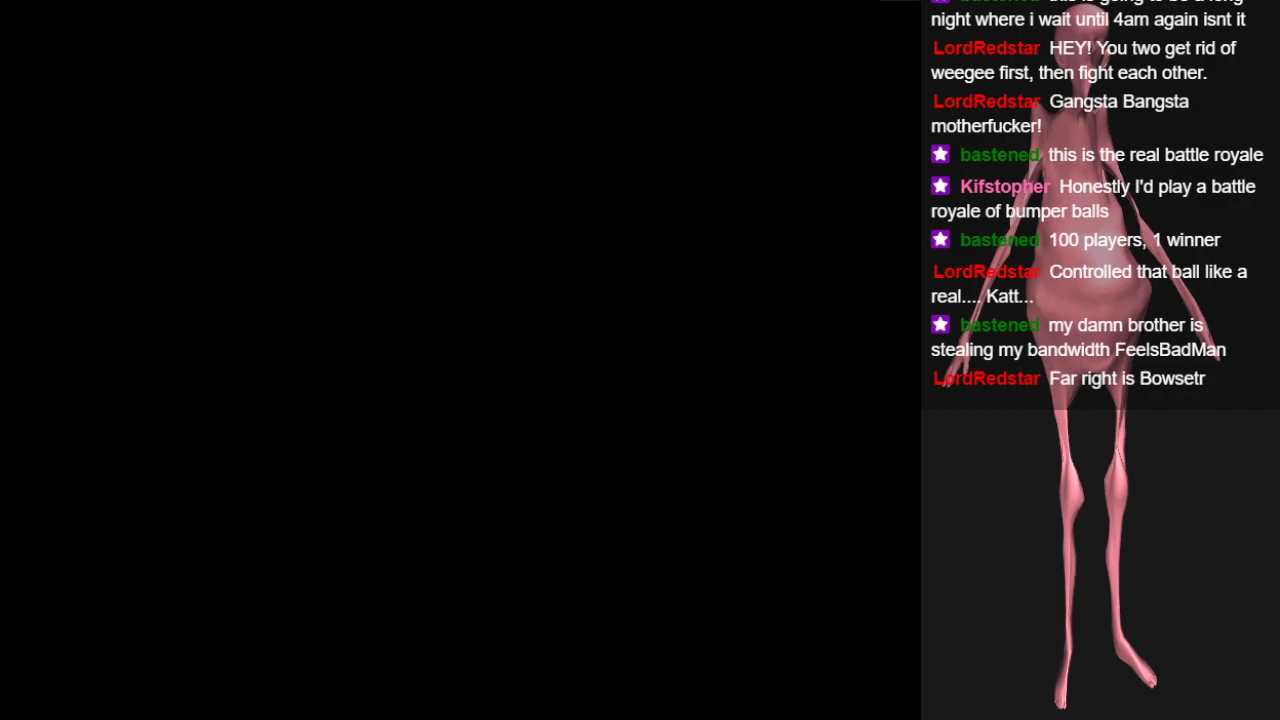 night where i wait until 4am again isnt it
LordRedstar HEY! You two get rid of
weegee first, then fight each other.
LordRedstar Gangsta Bangsta
motherfucker!
bastened this is the real battle royale
Kifstopher Honestly I'd play a battle
royale of bumper balls
bastened 100 players, 1 winner
LordRedstar Controlled that ball like a
real.... Katt...
bastened my damn brother is
stealing my bandwidth FeelsBadMan
LordRedstar Far right is Bowsetr